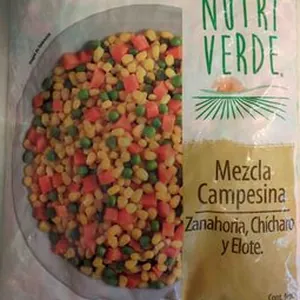 NUTRI
VERDE
Mezcla
Campesina
Zanahoria, Chícharo
y Elote.